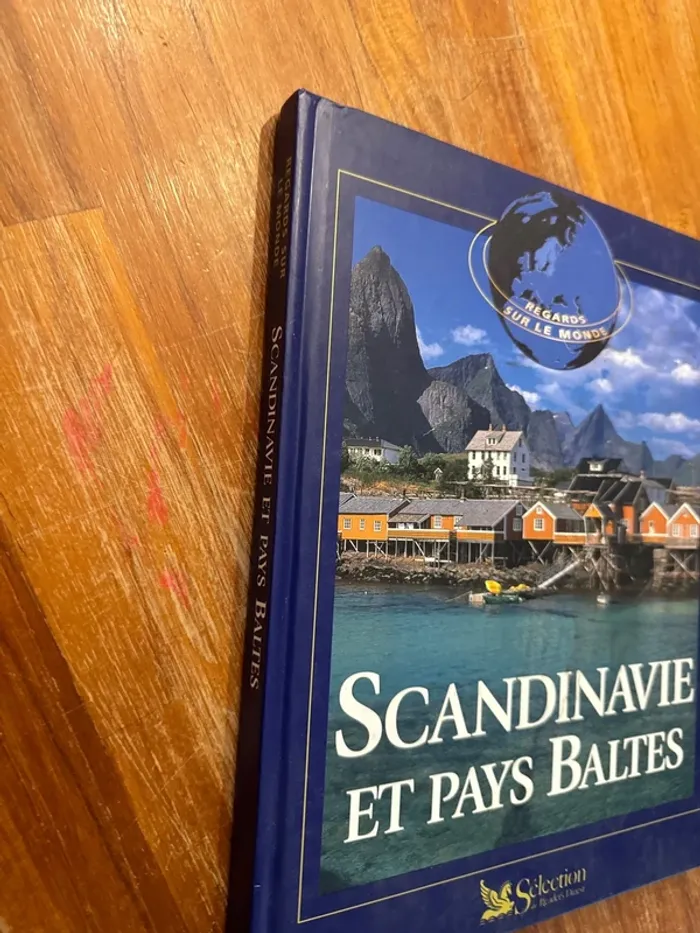 REGARDS SUR
LE MONDE
SCANDINAVIE ET PAYS BALTES
REGARDS
SUR LE MONDE
SCANDINAVIE
ET PAYS BALTES
Sélection
du Reader's Digest